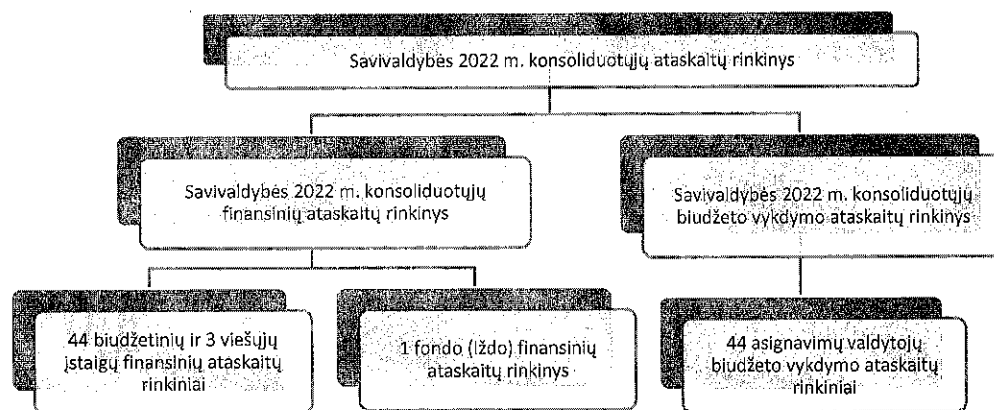 Savivaldybės 2022 m. konsoliduotųjų ataskaitų rinkinys
Savivaldybės 2022 m. konsoliduotųjų
finansinių ataskaitų rinkinys
Savivaldybės 2022 m. konsoliduotųjų
biudžeto vykdymo ataskaitų rinkinys
44 biudžetinių ir 3 viešųjų
įstaigų finansinių ataskaitų
rinkiniai
1 fondo (Iždo) finansinių
ataskaitų rinkinys
44 asignavimų valdytojų
biudžeto vykdymo ataskaitų
rinkiniai